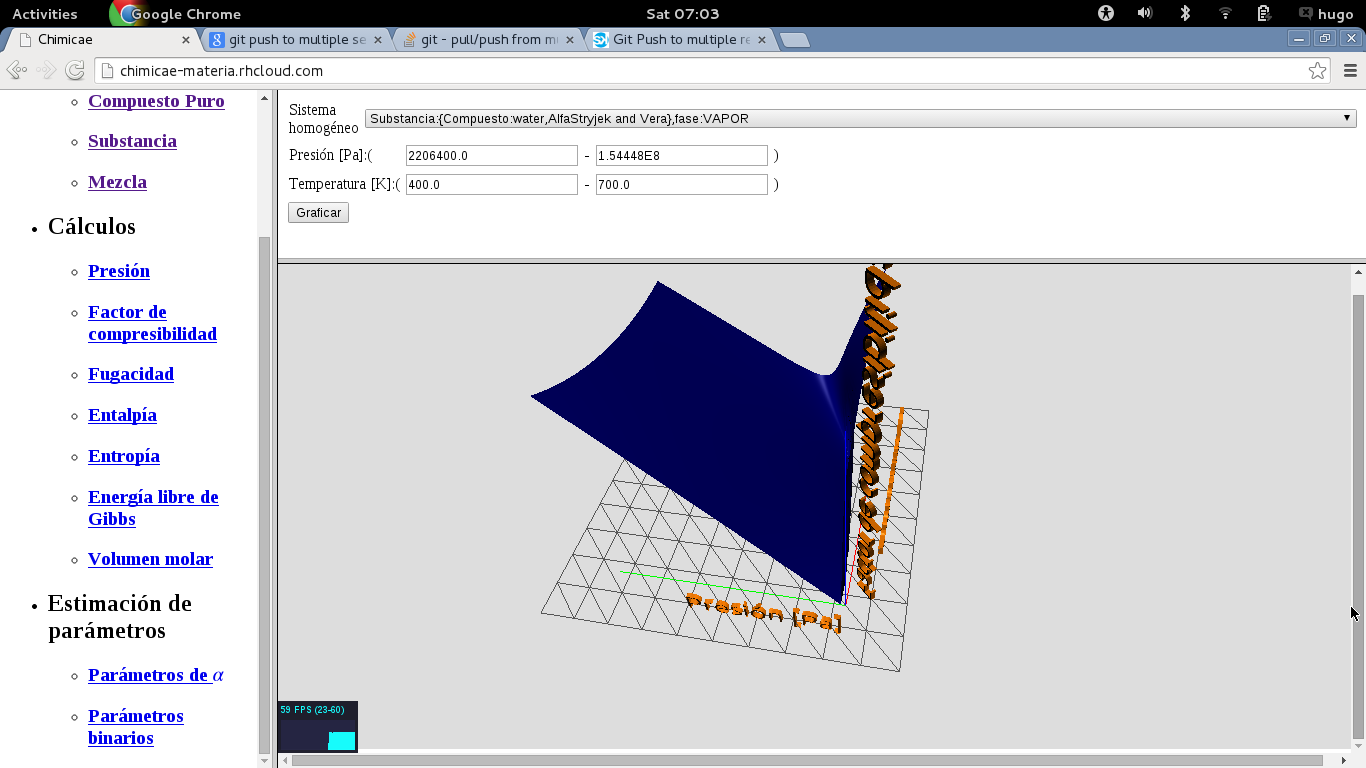 Activities
Google Chrome
Sat 07:03
hugo
Chimicae
git push to multiple se
git - pull/push from m
Git Push to multiple re
chimicae-materia.rhcloud.com
Compuesto Puro
Substancia
Mezcla
Cálculos
Presión
Factor de
compresibilidad
Fugacidad
Entalpía
Entropía
Energía libre de
Gibbs
Volumen molar
Estimación de
parámetros
Parámetros de α
Parámetros
binarios
Sistema
homogéneo
Substancia:{Compuesto:water,AlfaStryjek and Vera},fase:VAPOR
Presión [Pa]:( 2206400.0 - 1.54448E8 )
Temperatura [K]:( 400.0 - 700.0 )
Graficar
Presión [Pa]
59 FPS (23-60)